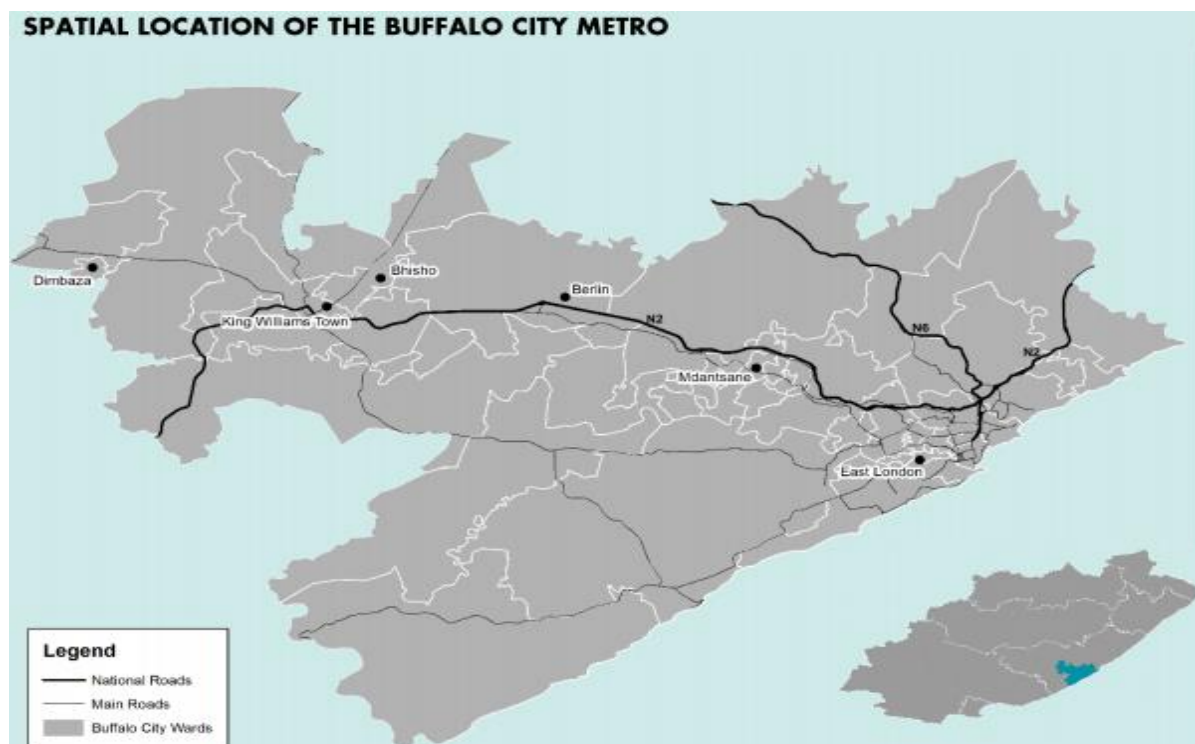 SPATIAL LOCATION OF THE BUFFALO CITY METRO
Bhisho
Dimbaza
Berlin
King Williams Town
N2
N6
N2
Mdantsane
East London
Legend
National Roads
Main Roads
Buffalo City Wards